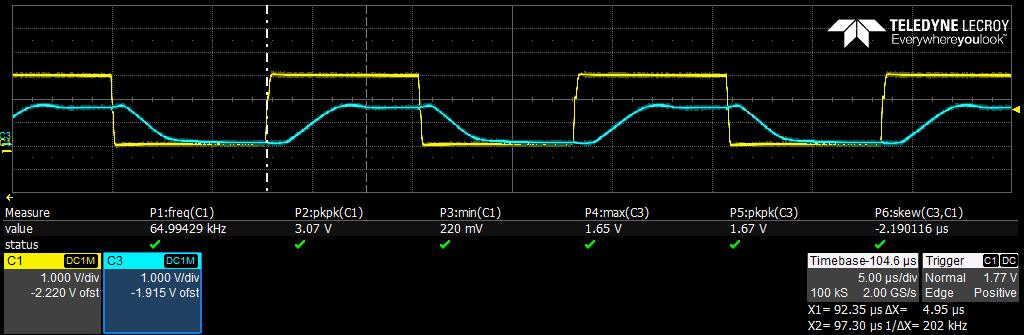 TELEDYNE LECROY
Everywhereyoulook™
C3
1
Measure P1:freq(C1) P2:pkpk(C1) P3:min(C1) P4:max(C3) P5:pkpk(C3) P6:skew(C3,C1)
value 64.99429 kHz 3.07 V 220 mV 1.65 V 1.67 V -2.190116 µs
status
C1 DC1M
1.000 V/div
-2.220 V ofst
C3 DC1M
1.000 V/div
-1.915 V ofst
Timebase -104.6 µs
5.00 µs/div
100 kS 2.00 GS/s
Trigger C1 DC
Normal 1.77 V
Edge Positive
X1= 92.35 µs ΔX= 4.95 µs
X2= 97.30 µs 1/ΔX= 202 kHz